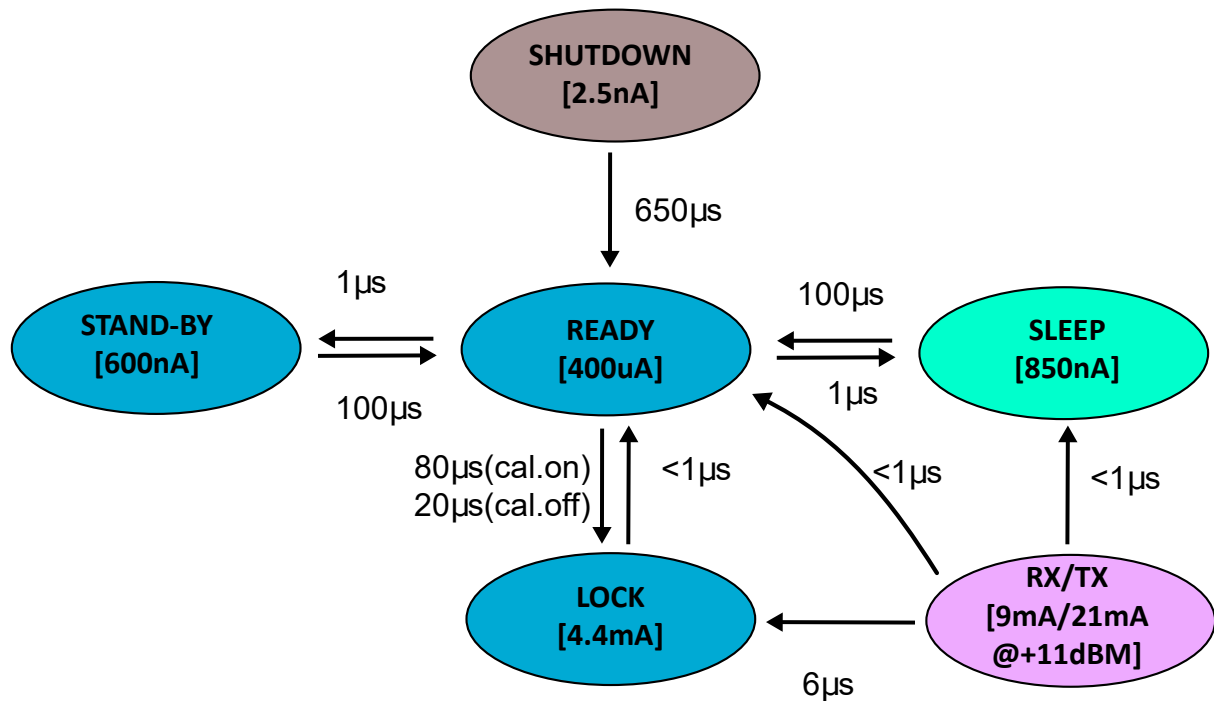 SHUTDOWN
[2.5nA]
650µs
1µs
STAND-BY
[600nA]
100µs
READY
[400uA]
100µs
1µs
SLEEP
[850nA]
80µs(cal.on)
20µs(cal.off)
<1µs
<1µs
<1µs
LOCK
[4.4mA]
6µs
RX/TX
[9mA/21mA
@+11dBM]